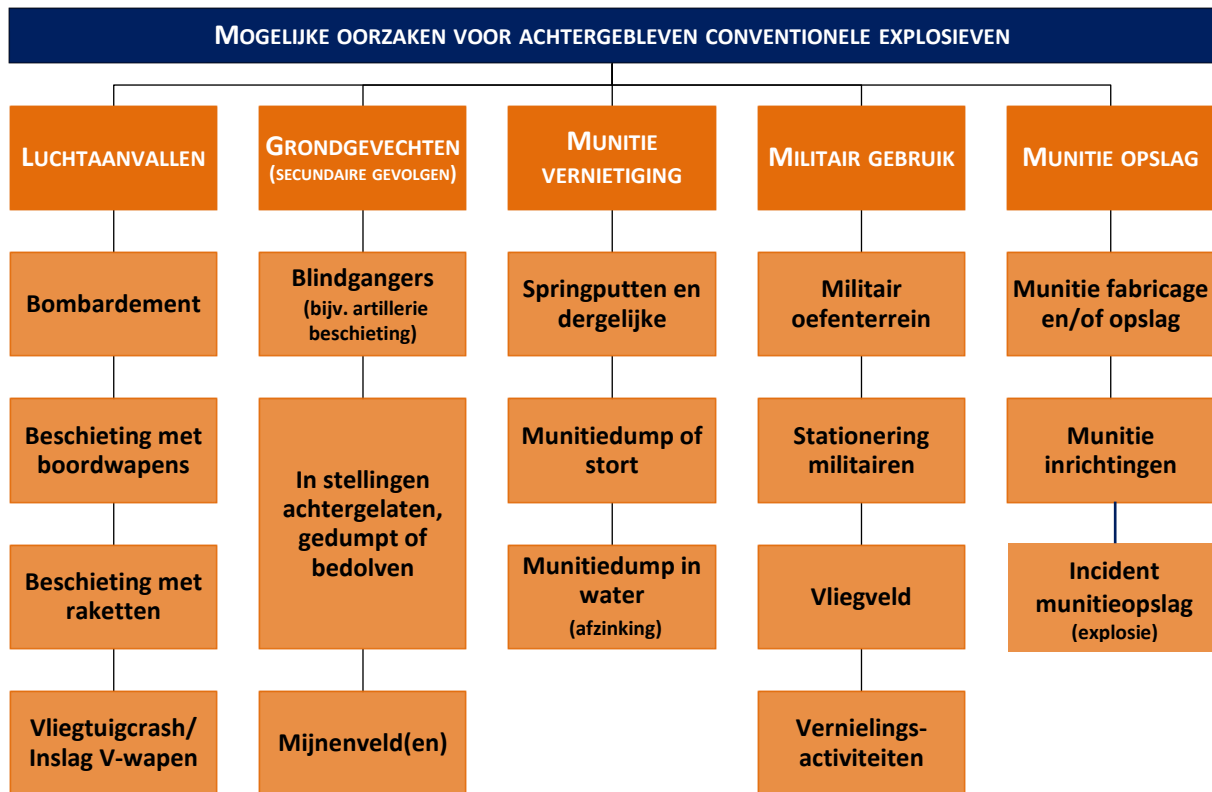 MOGELIJKE OORZAKEN VOOR ACHTERGEBLEVEN CONVENTIONELE EXPLOSIEVEN
LUCHTAANVALLEN
Bombardement
Beschieting met
boordwapens
Beschieting met
raketten
Vliegtuigcrash/
Inslag V-wapen
GRONDGEVECHTEN
(SECUNDAIRE GEVOLGEN)
Blindgangers
(bijv. artillerie
beschieting)
In stellingen
achtergelaten,
gedumpt of
bedolven
Mijnenveld(en)
MUNITIE
VERNIETIGING
Springputten en
dergelijke
Munitiedump of
stort
Munitiedump in
water
(afzinking)
MILITAIR GEBRUIK
Militair
oefenterrein
Stationering
militairen
Vliegveld
Vernielings-
activiteiten
MUNITIE OPSLAG
Munitie fabricage
en/of opslag
Munitie
inrichtingen
Incident
munitieopslag
(explosie)